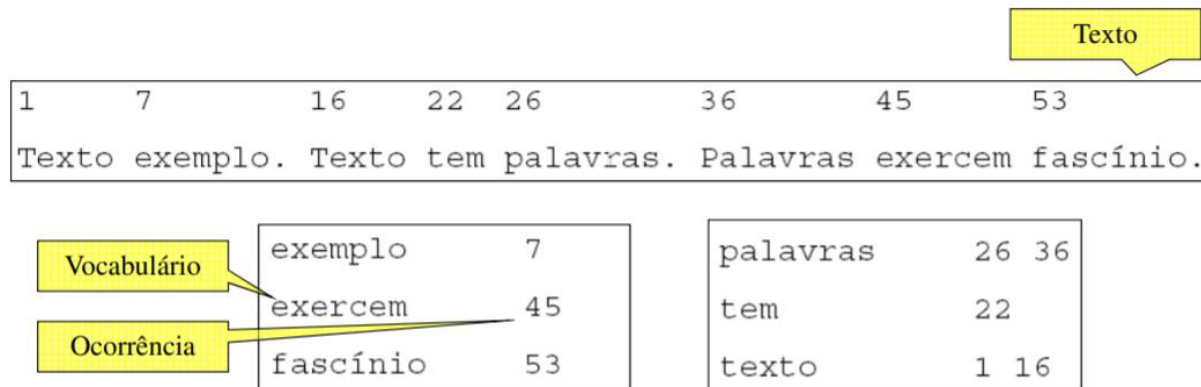 Texto
1 7 16 22 26 36 45 53
Texto exemplo. Texto tem palavras. Palavras exercem fascínio.
Vocabulário
Ocorrência
exemplo 7
exercem 45
fascínio 53
palavras 26 36
tem 22
texto 1 16